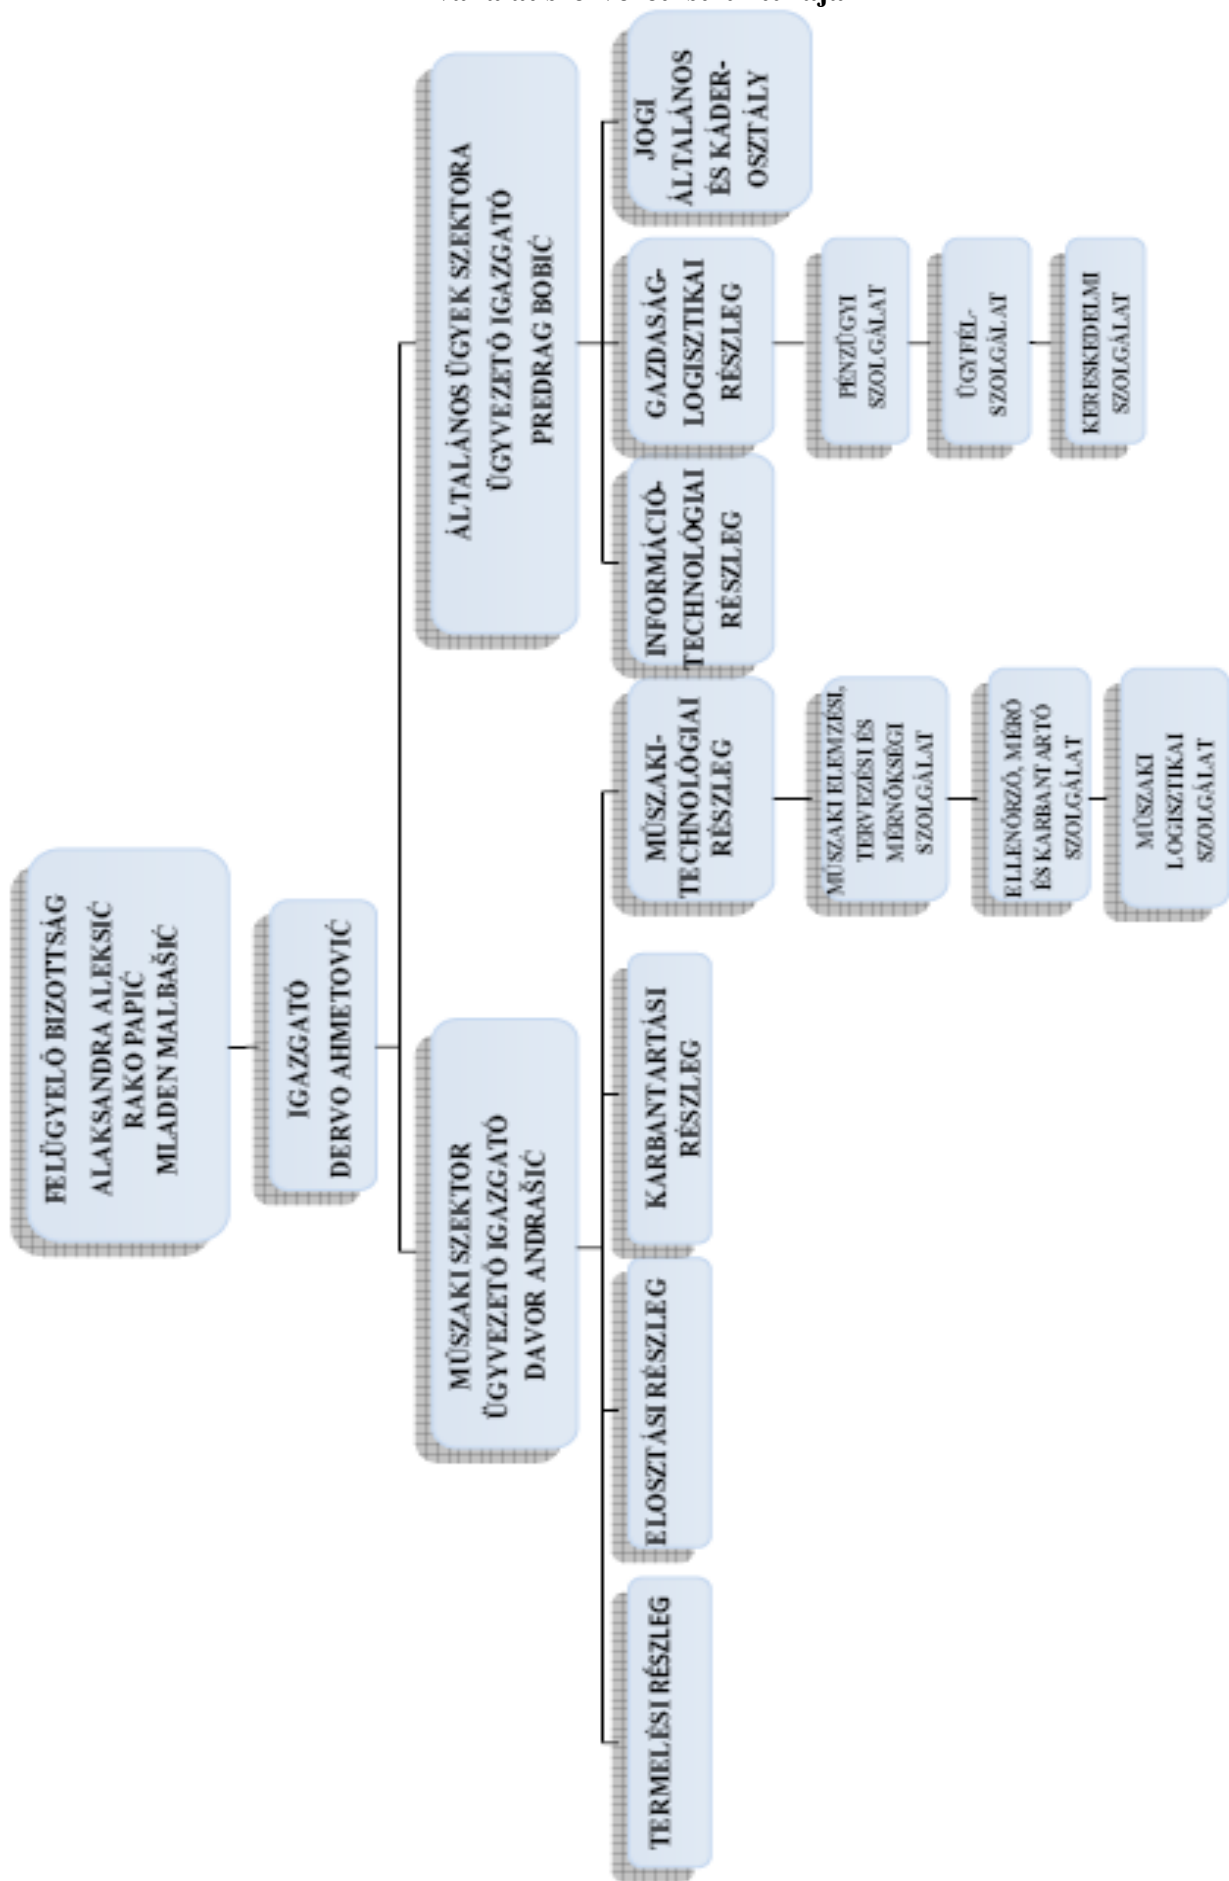 FELÜGYELŐ BIZOTTSÁG
ALAKSANDRA ALEKSIĆ
RAKO PAPIĆ
MLADEN MALBAŠIĆ
IGAZGATÓ
DERVO AHMETOVIĆ
MŰSZAKI SZEKTOR
ÜGYVEZETŐ IGAZGATÓ
DAVOR ANDRAŠIĆ
ÁLTALÁNOS ÜGYEK SZEKTORA
ÜGYVEZETŐ IGAZGATÓ
PREDRAG BOBIĆ
TERMELÉSI RÉSZLEG
ELOSZTÁSI RÉSZLEG
KARBANTARTÁSI
RÉSZLEG
MŰSZAKI-
TECHNOLÓGIAI
RÉSZLEG
MŰSZAKI ELEMZÉSI,
TERVEZÉSI ÉS
MÉRNÖKSÉGI
SZOLGÁLAT
ELLENŐRZŐ, MÉRŐ
ÉS KARBANTARTÓ
SZOLGÁLAT
MŰSZAKI
LOGISZTIKAI
SZOLGÁLAT
INFORMÁCIÓ-
TECHNOLÓGIAI
RÉSZLEG
GAZDASÁG-
LOGISZTIKAI
RÉSZLEG
PÉNZÜGYI
SZOLGÁLAT
ÜGYFÉL-
SZOLGÁLAT
KERESKEDELMI
SZOLGÁLAT
JOGI
ÁLTALÁNOS
ÉS KÁDER-
OSZTÁLY